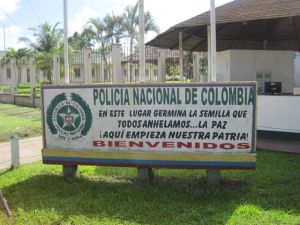 POLICIA NACIONAL DE COLOMBIA
EN ESTE LUGAR GERMINA LA SEMILLA QUE
TODOS ANHELAMOS...LA PAZ
¡AQUÍ EMPIEZA NUESTRA PATRIA!
BIENVENIDOS